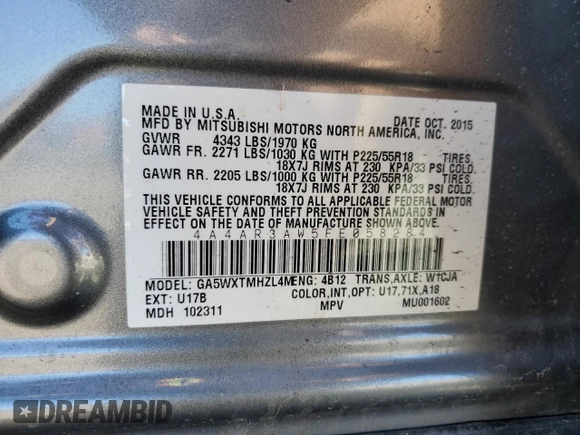 MADE IN U.S.A. DATE OCT. 2015
MFD BY MITSUBISHI MOTORS NORTH AMERICA, INC.
GVWR 4343 LBS/1970 KG
GAWR FR. 2271 LBS/1030 KG WITH P225/55R18 TIRES,
18X7J RIMS AT 230 KPA/33 PSI COLD.
GAWR RR. 2205 LBS/1000 KG WITH P225/55R18 TIRES,
18X7J RIMS AT 230 KPA/33 PSI COLD.
THIS VEHICLE CONFORMS TO ALL APPLICABLE FEDERAL MOTOR
VEHICLE SAFETY AND THEFT PREVENTION STANDARDS IN
EFFECT ON THE DATE OF MANUFACTURE SHOWN ABOVE.
4A4AR3AW5FE058284
MODEL: GA5WXTMHZL4M ENG: 4B12 TRANS,AXLE: W1CJA
EXT: U17B COLOR,INT,OPT: U17,71X,A18
MDH 102311 MPV MU001602
DREAMBID